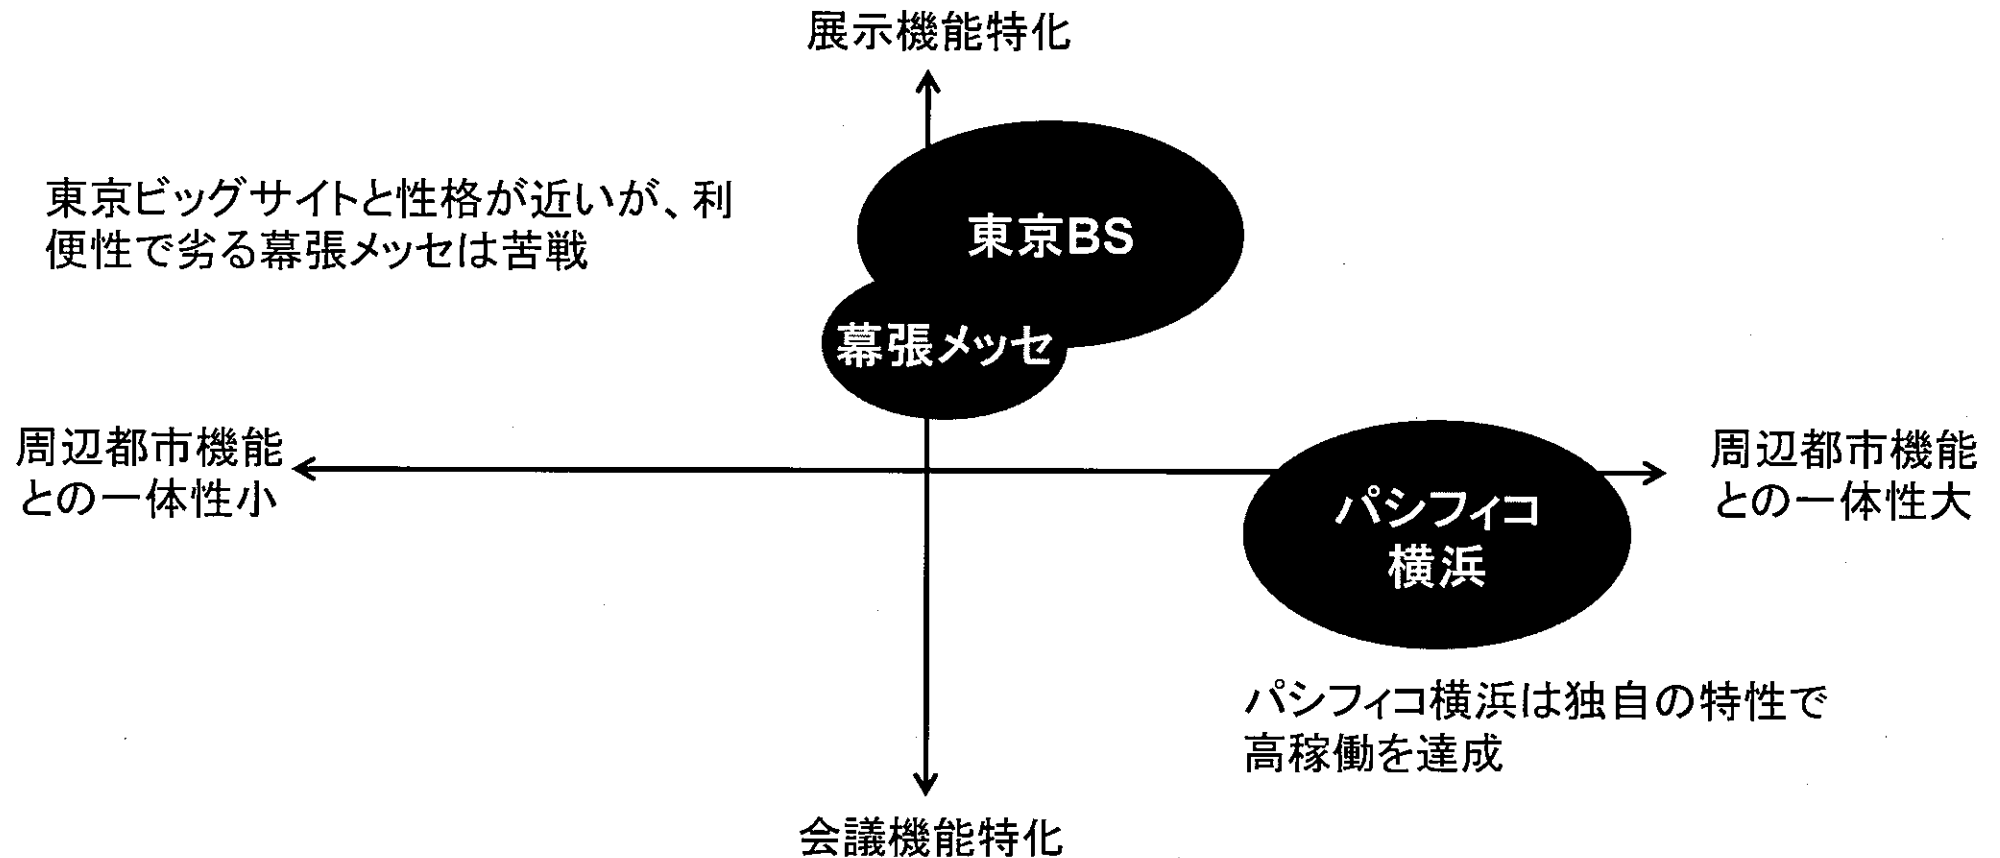 展示機能特化
東京ビッグサイトと性格が近いが、利
便性で劣る幕張メッセは苦戦
東京BS
幕張メッセ
周辺都市機能
との一体性小
周辺都市機能
との一体性大
パシフィコ
横浜
パシフィコ横浜は独自の特性で
高稼働を達成
会議機能特化